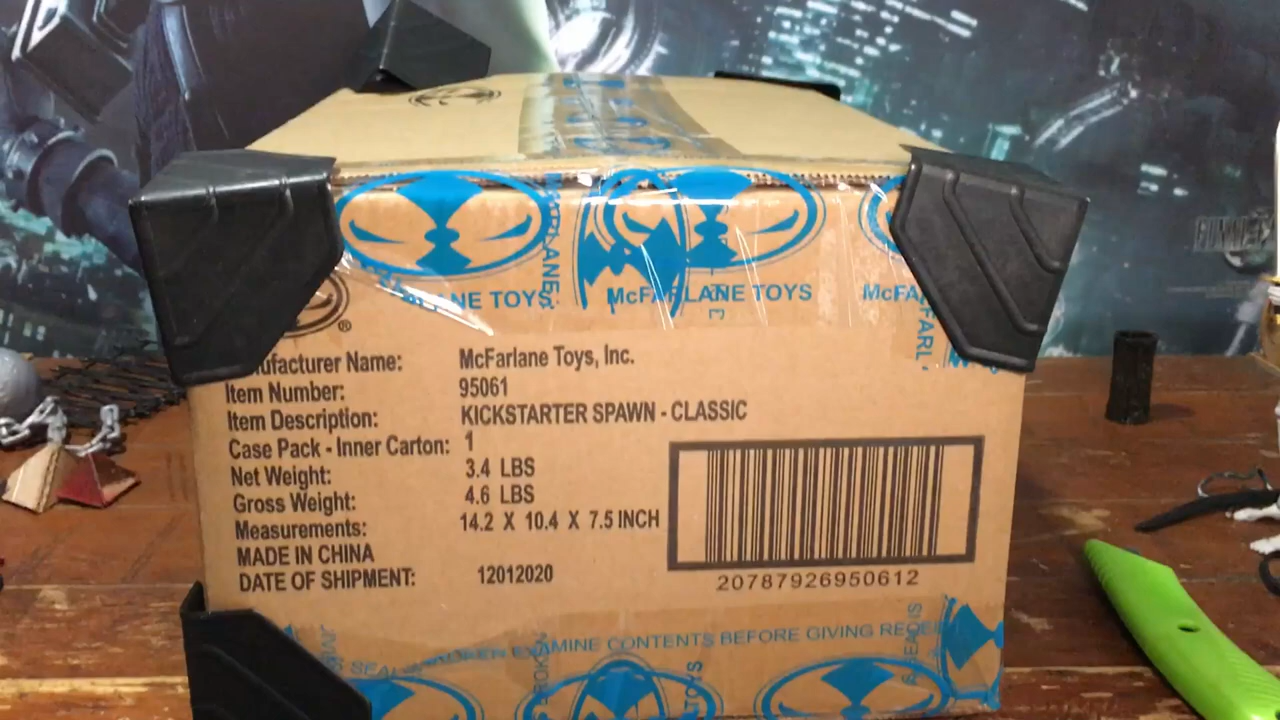 McFARLANE TOYS
McFARLANE TOYS
®
Manufacturer Name: McFarlane Toys, Inc.
Item Number: 95061
Item Description: KICKSTARTER SPAWN - CLASSIC
Case Pack - Inner Carton: 1
Net Weight: 3.4 LBS
Gross Weight: 4.6 LBS
Measurements: 14.2 X 10.4 X 7.5 INCH
MADE IN CHINA
DATE OF SHIPMENT: 12012020
20787926950612
EXAMINE CONTENTS BEFORE GIVING
TOYS